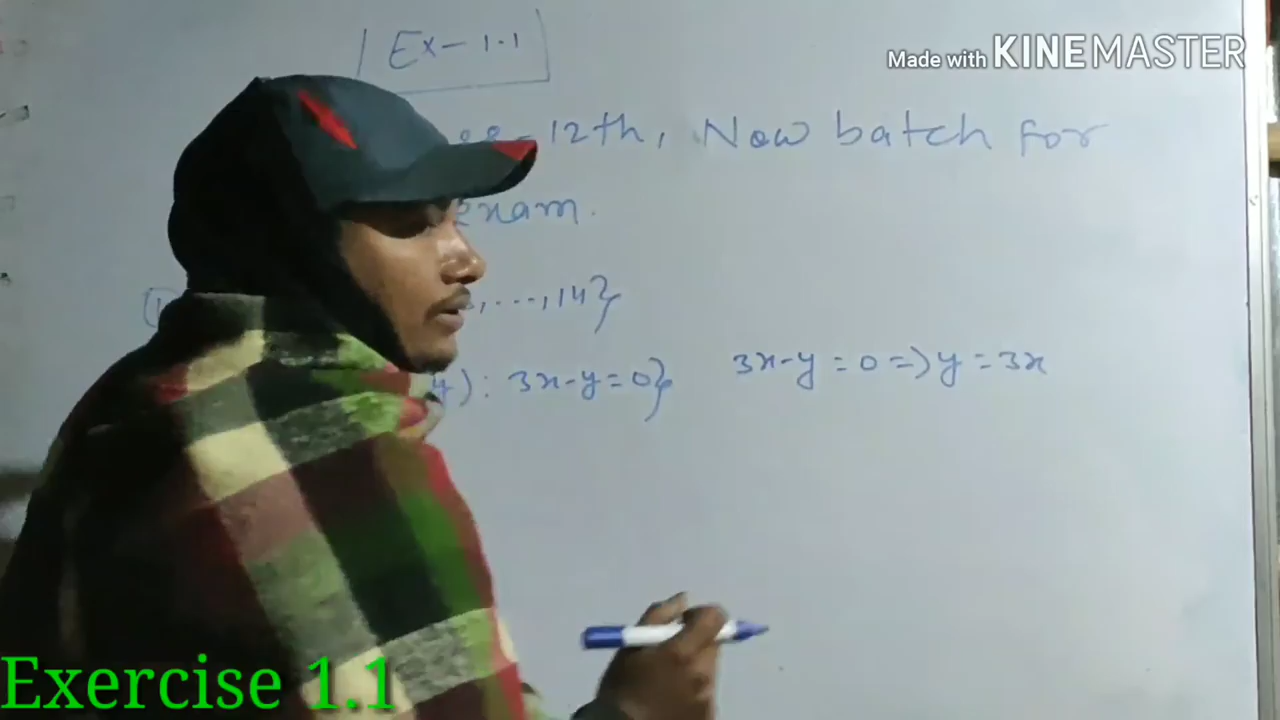 Ex-1.1
Made with KINEMASTER
-12th, Now batch for
exam.
, ..., 14}
y) : 3x-y=0} 3x-y = 0 => y = 3x
Exercise 1.1